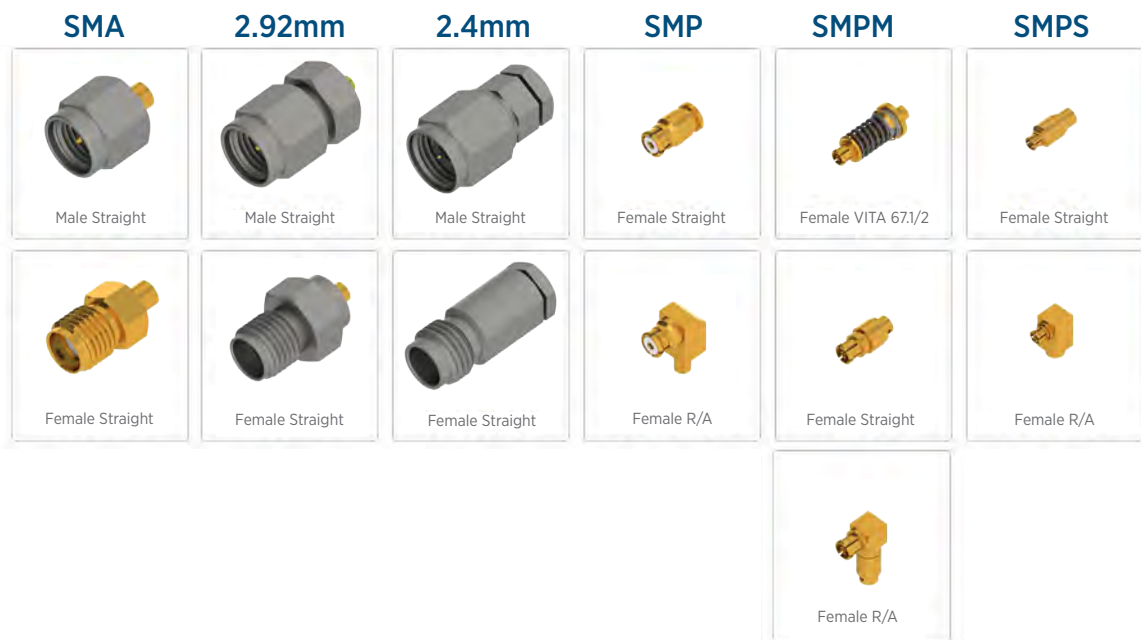 SMA 2.92mm 2.4mm SMP SMPM SMPS
Male Straight Male Straight Male Straight Female Straight Female VITA 67.1/2 Female Straight
Female Straight Female Straight Female Straight Female R/A Female Straight Female R/A
Female R/A